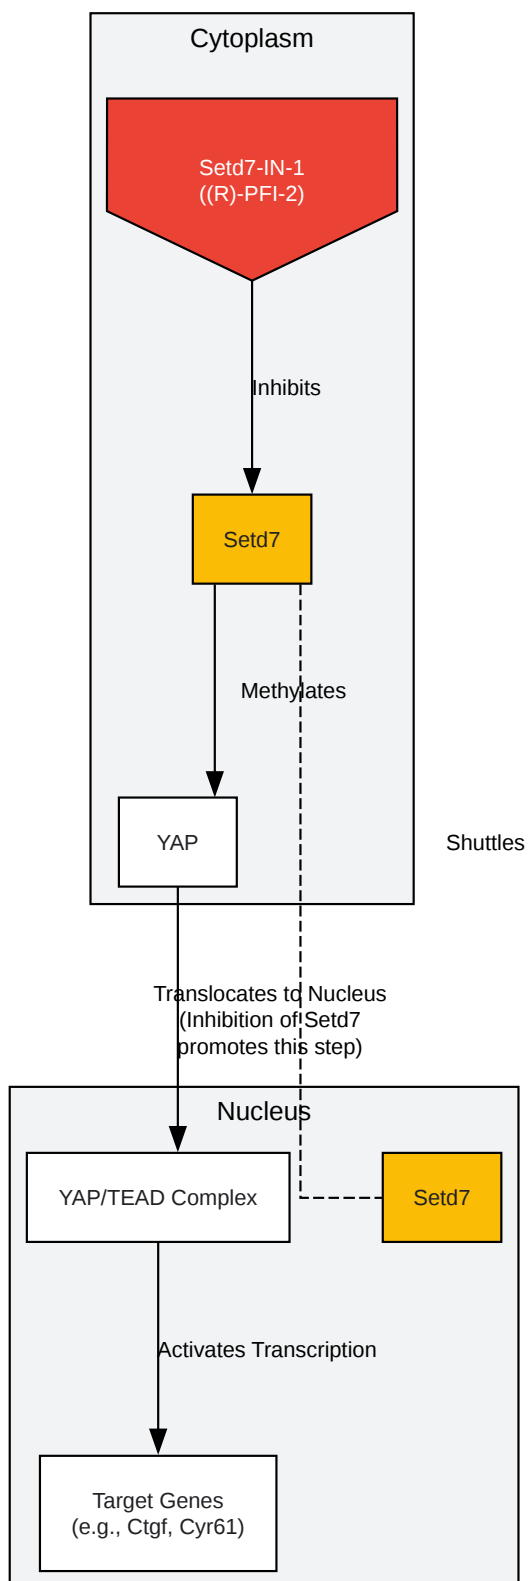 Cytoplasm
Setd7-IN-1
((R)-PFI-2)
Inhibits
Setd7
Methylates
YAP
Shuttles
Translocates to Nucleus
(Inhibition of Setd7
promotes this step)
Nucleus
YAP/TEAD Complex
Setd7
Activates Transcription
Target Genes
(e.g., Ctgf, Cyr61)